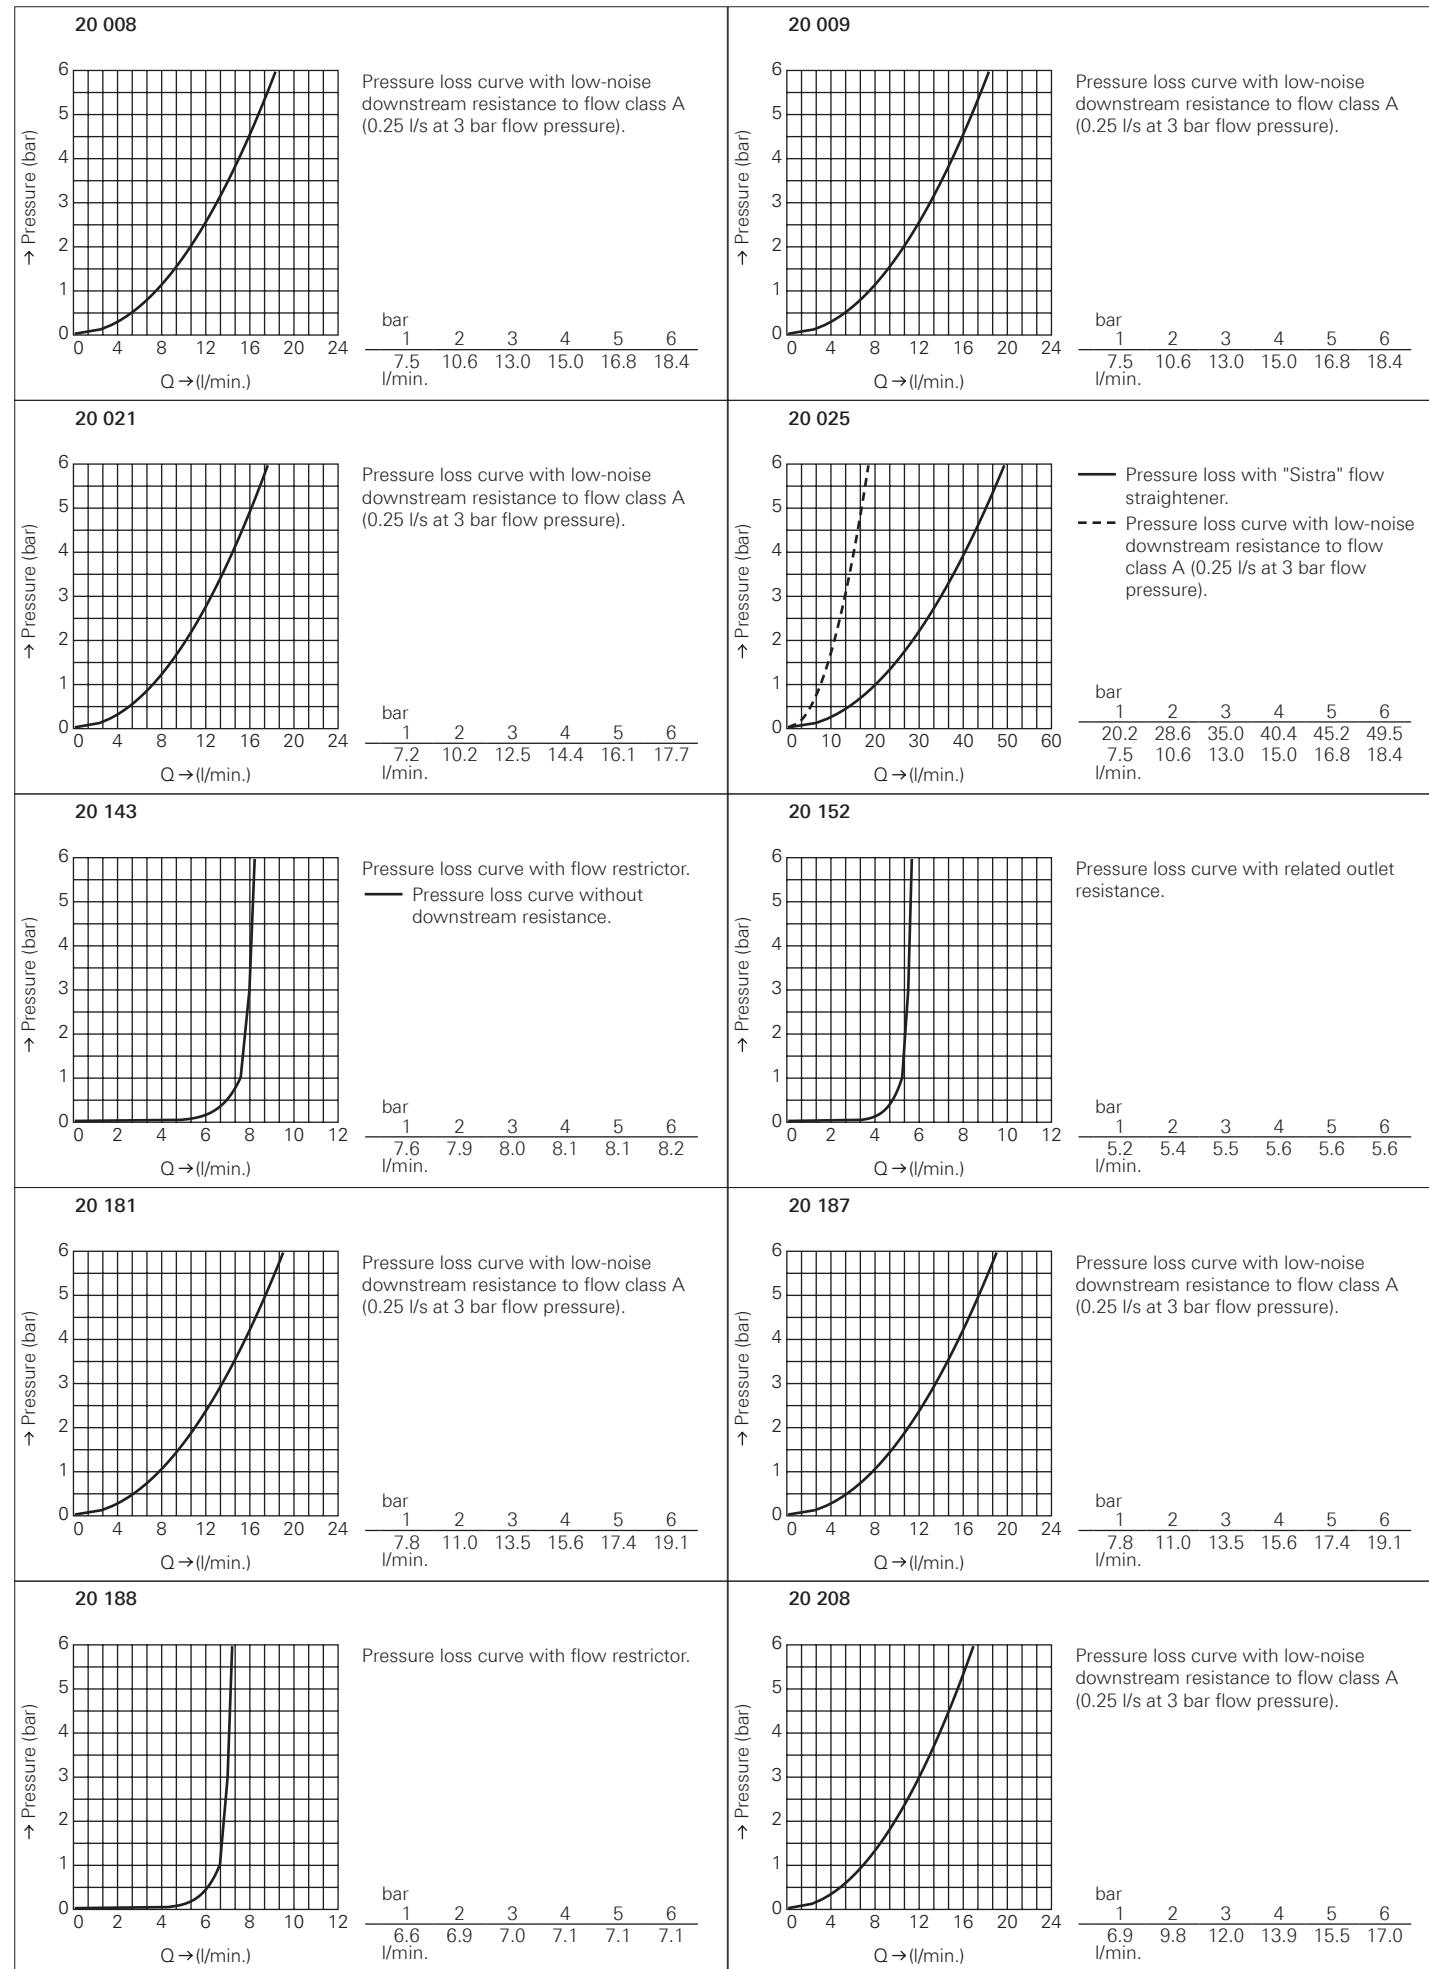 20 008
6
5
4
3
2
1
0
→ Pressure (bar)
0 4 8 12 16 20 24
Q → (l/min.)
Pressure loss curve with low-noise
downstream resistance to flow class A
(0.25 l/s at 3 bar flow pressure).
bar
1 2 3 4 5 6
7.5 10.6 13.0 15.0 16.8 18.4
l/min.
20 009
6
5
4
3
2
1
0
→ Pressure (bar)
0 4 8 12 16 20 24
Q → (l/min.)
Pressure loss curve with low-noise
downstream resistance to flow class A
(0.25 l/s at 3 bar flow pressure).
bar
1 2 3 4 5 6
7.5 10.6 13.0 15.0 16.8 18.4
l/min.
20 021
6
5
4
3
2
1
0
→ Pressure (bar)
0 4 8 12 16 20 24
Q → (l/min.)
Pressure loss curve with low-noise
downstream resistance to flow class A
(0.25 l/s at 3 bar flow pressure).
bar
1 2 3 4 5 6
7.2 10.2 12.5 14.4 16.1 17.7
l/min.
20 025
6
5
4
3
2
1
0
→ Pressure (bar)
0 10 20 30 40 50 60
Q → (l/min.)
Pressure loss with "Sistra" flow
straightener.
Pressure loss curve with low-noise
downstream resistance to flow
class A (0.25 l/s at 3 bar flow
pressure).
bar
1 2 3 4 5 6
20.2 28.6 35.0 40.4 45.2 49.5
7.5 10.6 13.0 15.0 16.8 18.4
l/min.
20 143
6
5
4
3
2
1
0
→ Pressure (bar)
0 2 4 6 8 10 12
Q → (l/min.)
Pressure loss curve with flow restrictor.
Pressure loss curve without
downstream resistance.
bar
1 2 3 4 5 6
7.6 7.9 8.0 8.1 8.1 8.2
l/min.
20 152
6
5
4
3
2
1
0
→ Pressure (bar)
0 2 4 6 8 10 12
Q → (l/min.)
Pressure loss curve with related outlet
resistance.
bar
1 2 3 4 5 6
5.2 5.4 5.5 5.6 5.6 5.6
l/min.
20 181
6
5
4
3
2
1
0
→ Pressure (bar)
0 4 8 12 16 20 24
Q → (l/min.)
Pressure loss curve with low-noise
downstream resistance to flow class A
(0.25 l/s at 3 bar flow pressure).
bar
1 2 3 4 5 6
7.8 11.0 13.5 15.6 17.4 19.1
l/min.
20 187
6
5
4
3
2
1
0
→ Pressure (bar)
0 4 8 12 16 20 24
Q → (l/min.)
Pressure loss curve with low-noise
downstream resistance to flow class A
(0.25 l/s at 3 bar flow pressure).
bar
1 2 3 4 5 6
7.8 11.0 13.5 15.6 17.4 19.1
l/min.
20 188
6
5
4
3
2
1
0
→ Pressure (bar)
0 2 4 6 8 10 12
Q → (l/min.)
Pressure loss curve with flow restrictor.
bar
1 2 3 4 5 6
6.6 6.9 7.0 7.1 7.1 7.1
l/min.
20 208
6
5
4
3
2
1
0
→ Pressure (bar)
0 4 8 12 16 20 24
Q → (l/min.)
Pressure loss curve with low-noise
downstream resistance to flow class A
(0.25 l/s at 3 bar flow pressure).
bar
1 2 3 4 5 6
6.9 9.8 12.0 13.9 15.5 17.0
l/min.